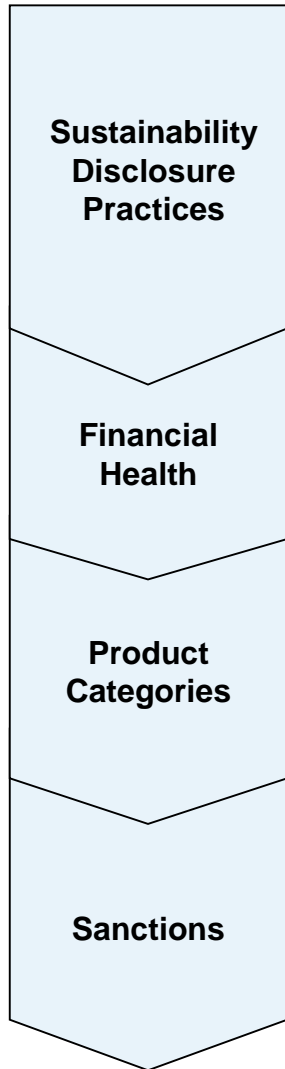 Sustainability
Disclosure
Practices
Financial
Health
Product
Categories
Sanctions